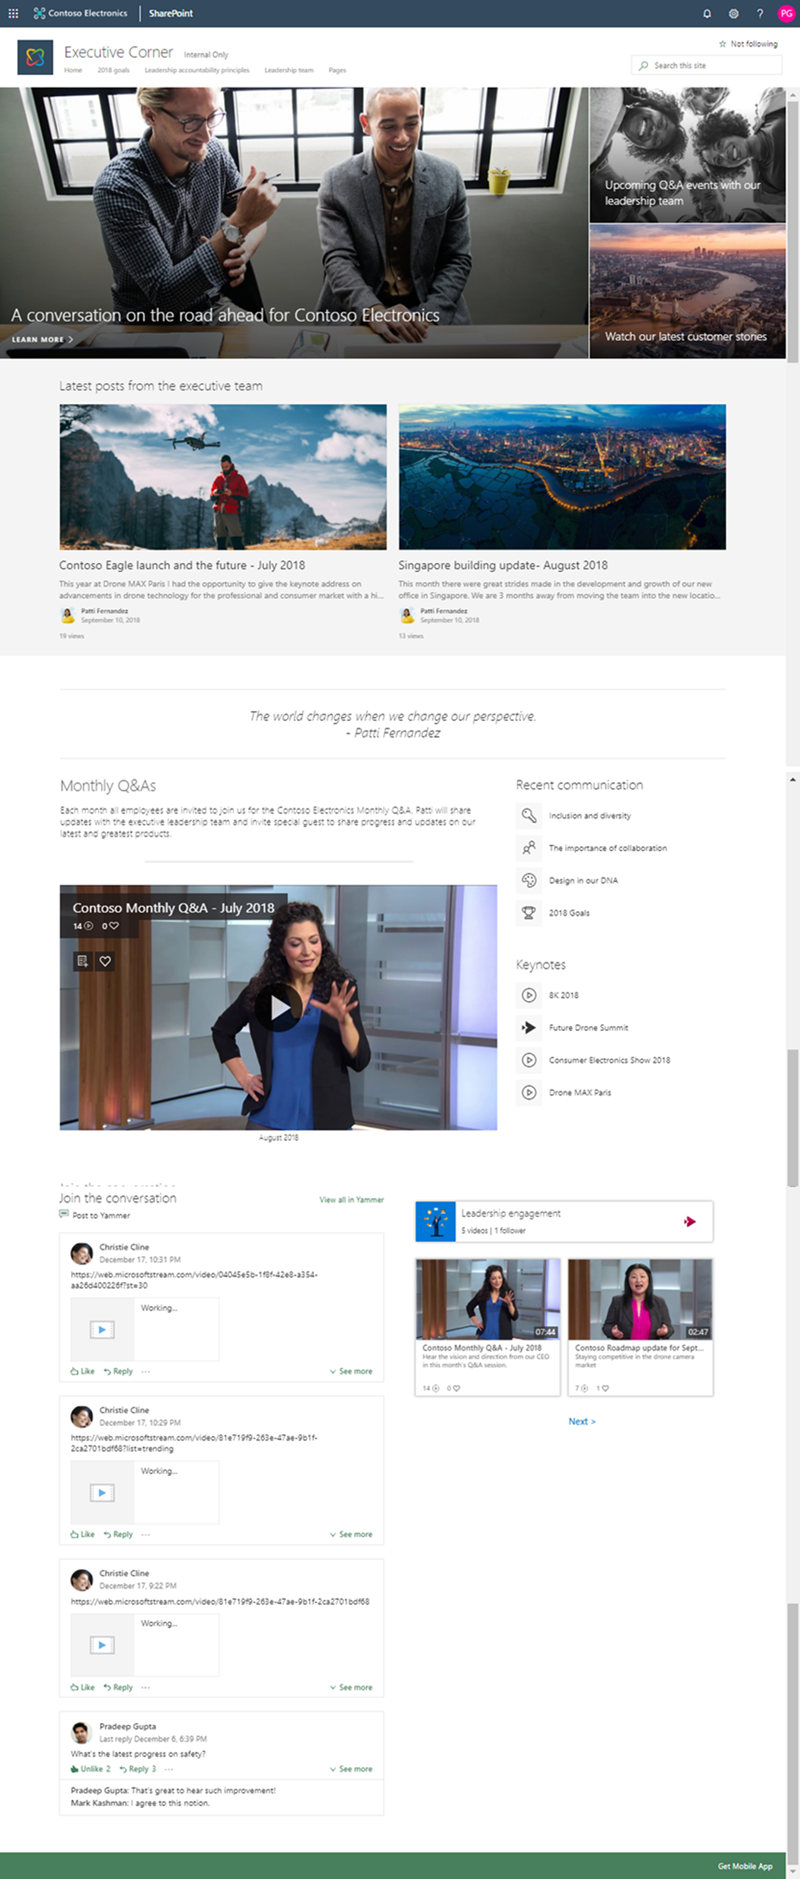 Contoso Electronics
SharePoint
PG
Executive Corner
Internal Only
Not following
Home
2018 goals
Leadership accountability principles
Leadership team
Pages
Search this site
Upcoming Q&A events with our
leadership team
A conversation on the road ahead for Contoso Electronics
LEARN MORE
Watch our latest customer stories
Latest posts from the executive team
Contoso Eagle launch and the future - July 2018
This year at Drone MAX Paris I had the opportunity to give the keynote address on
advancements in drone technology for the professional and consumer market with a hi...
Patti Fernandez
September 10, 2018
19 views
Singapore building update- August 2018
This month there were great strides made in the development and growth of our new
office in Singapore. We are 3 months away from moving the team into the new locatio...
Patti Fernandez
September 10, 2018
13 views
The world changes when we change our perspective.
- Patti Fernandez
Monthly Q&As
Each month all employees are invited to join us for the Contoso Electronics Monthly Q&A. Patti will share
updates with the executive leadership team and invite special guest to share progress and updates on our
latest and greatest products.
Contoso Monthly Q&A - July 2018
14 0
August 2018
Recent communication
Inclusion and diversity
The importance of collaboration
Design in our DNA
2018 Goals
Keynotes
8K 2018
Future Drone Summit
Consumer Electronics Show 2018
Drone MAX Paris
Join the conversation
View all in Yammer
Post to Yammer
Christie Cline
December 17, 10:31 PM
https://web.microsoftstream.com/video/04045e5b-1f8f-42e8-a354-
aa26d400226f?st=30
Working...
Like Reply ... See more
Christie Cline
December 17, 10:29 PM
https://web.microsoftstream.com/video/81e719f9-263e-47ae-9b1f-
2ca2701bdf68?list=trending
Working...
Like Reply ... See more
Christie Cline
December 17, 9:22 PM
https://web.microsoftstream.com/video/81e719f9-263e-47ae-9b1f-2ca2701bdf68
Working...
Like Reply ... See more
Pradeep Gupta
Last reply December 6, 6:39 PM
What's the latest progress on safety?
Unlike 2 Reply 3 ... See more
Pradeep Gupta: That's great to hear such improvement!
Mark Kashman: I agree to this notion.
Leadership engagement
5 videos | 1 follower
07:44
Contoso Monthly Q&A - July 2018
Hear the vision and direction from our CEO
in this month's Q&A session.
14 0
02:47
Contoso Roadmap update for Sept...
Staying competitive in the drone camera
market
7 1
Next >
Get Mobile App